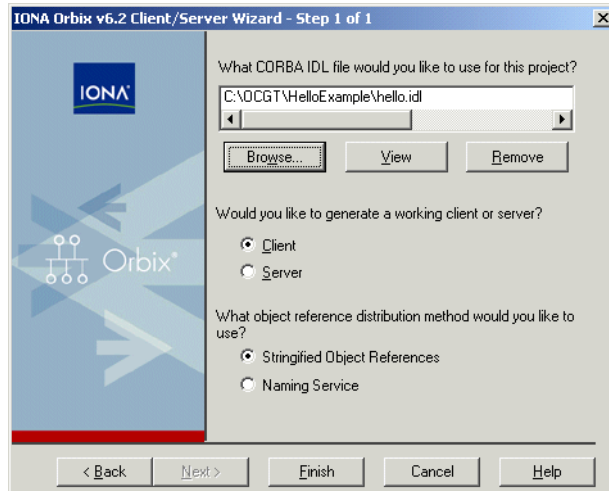 IONA Orbix v6.2 Client/Server Wizard - Step 1 of 1
IONA
What CORBA IDL file would you like to use for this project?
C:\OCGT\HelloExample\hello.idl
Browse... View Remove
Would you like to generate a working client or server?
Client
Orbix
Server
What object reference distribution method would you like to
use?
Stringified Object References
Naming Service
< Back Next > Finish Cancel Help